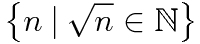 {n | √n ∈ ℕ}